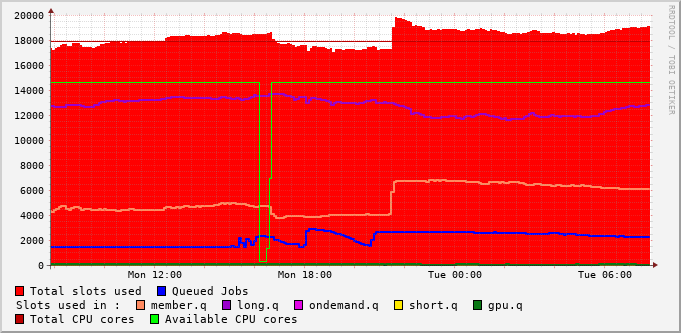 20000
18000
16000
14000
12000
10000
8000
6000
4000
2000
0
Mon 12:00 Mon 18:00 Tue 00:00 Tue 06:00
RRDTOOL / TOBI OETIKER
Total slots used Queued Jobs
Slots used in : member.q long.q ondemand.q short.q gpu.q
Total CPU cores Available CPU cores